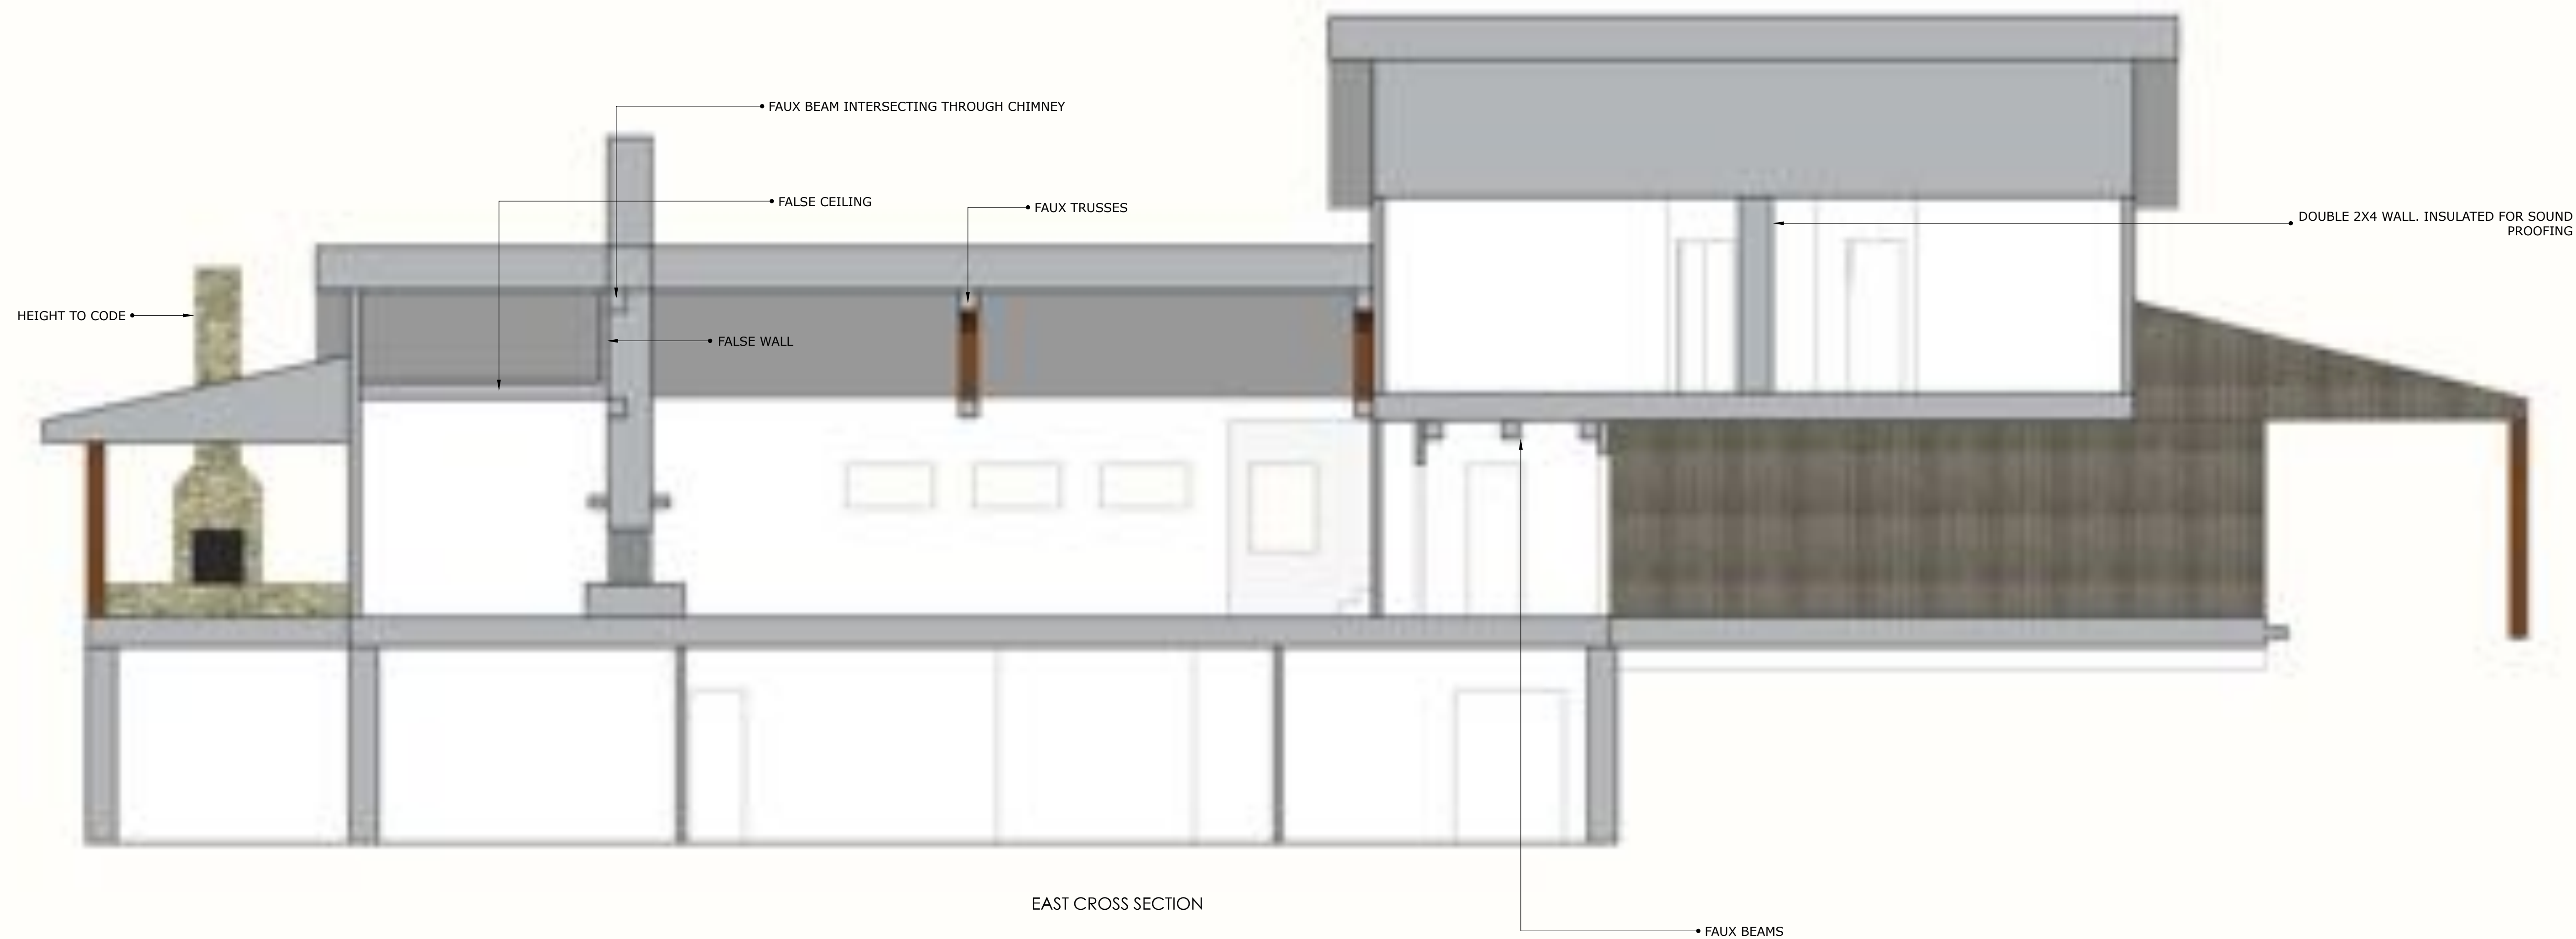 FAUX BEAM INTERSECTING THROUGH CHIMNEY
FALSE CEILING
FAUX TRUSSES
DOUBLE 2X4 WALL. INSULATED FOR SOUND
PROOFING
HEIGHT TO CODE
FALSE WALL
EAST CROSS SECTION
FAUX BEAMS